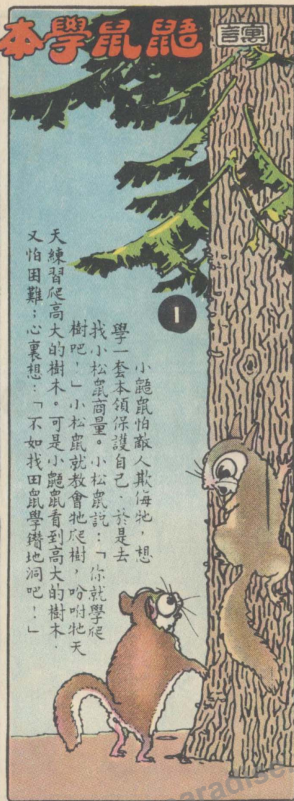 寓言
鼯鼠學本
小鼯鼠怕敵人欺侮牠，想
學一套本領保護自己．於是去
找小松鼠商量。小松鼠說：「你就學爬
樹吧！」小松鼠就教會牠爬樹，吩咐牠天
天練習爬高大的樹木。可是小鼯鼠看到高大的樹木．
又怕困難；心裏想：「不如找田鼠學鑽地洞吧！」
1
aradise.